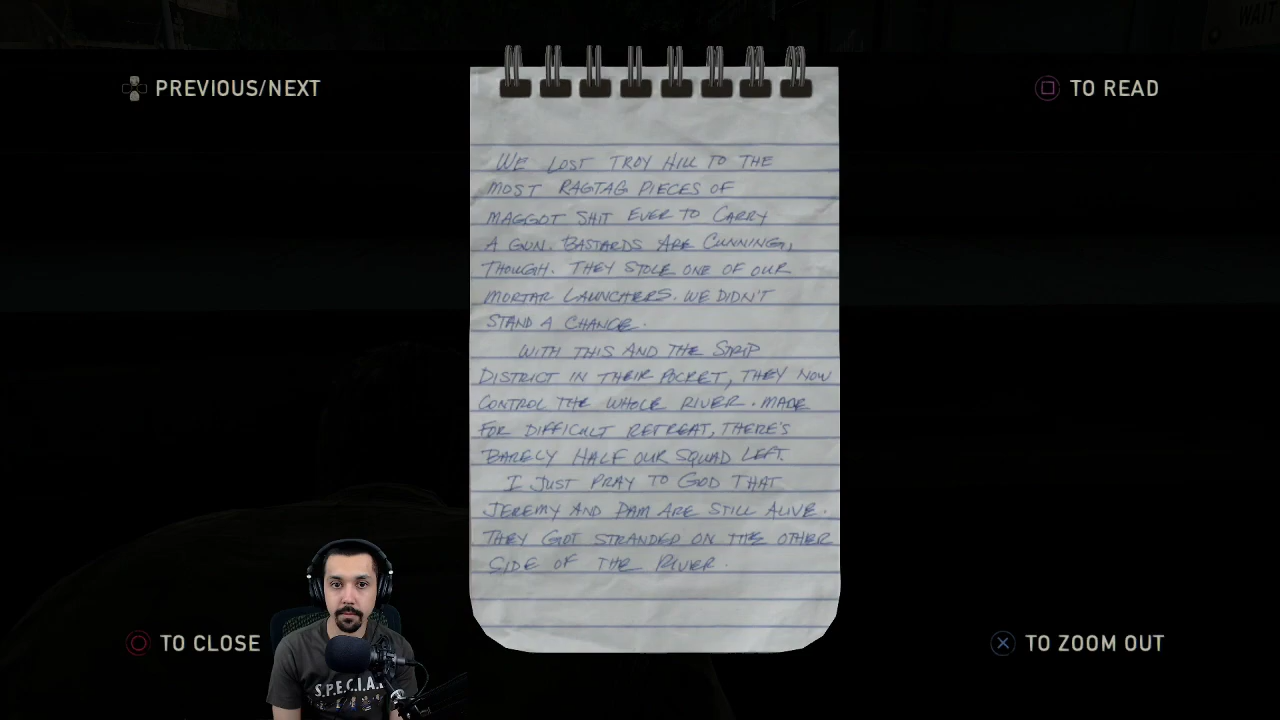 WAIT
PREVIOUS/NEXT
TO READ
WE LOST TROY HILL TO THE
MOST RAGTAG PIECES OF
MAGGOT SHIT EVER TO CARRY
A GUN. BASTARDS ARE CUNNING,
THOUGH. THEY STOLE ONE OF OUR
MORTAR LAUNCHERS. WE DIDN'T
STAND A CHANCE.
WITH THIS AND THE STRIP
DISTRICT IN THEIR POCKET, THEY NOW
CONTROL THE WHOLE RIVER. MADE
FOR DIFFICULT RETREAT, THERE'S
BARELY HALF OUR SQUAD LEFT.
I JUST PRAY TO GOD THAT
JEREMY AND PAM ARE STILL ALIVE.
THEY GOT STRANDED ON THE OTHER
SIDE OF THE RIVER.
TO CLOSE
TO ZOOM OUT
S.P.E.C.I.A.L